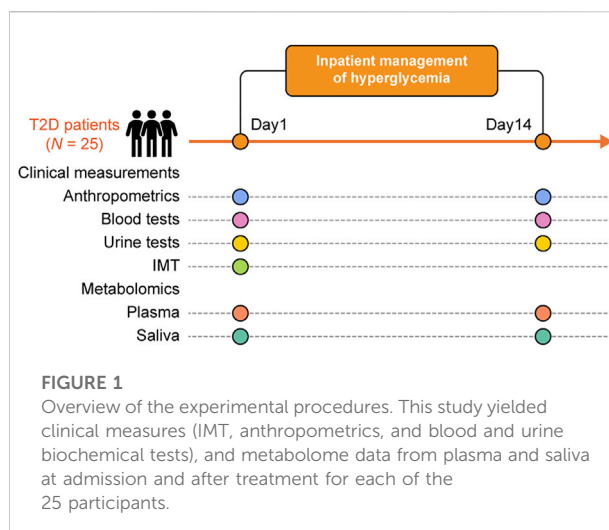 Inpatient management
of hyperglycemia
T2D patients
(N = 25)
Day1
Day14
Clinical measurements
Anthropometrics
Blood tests
Urine tests
IMT
Metabolomics
Plasma
Saliva
FIGURE 1
Overview of the experimental procedures. This study yielded
clinical measures (IMT, anthropometrics, and blood and urine
biochemical tests), and metabolome data from plasma and saliva
at admission and after treatment for each of the
25 participants.